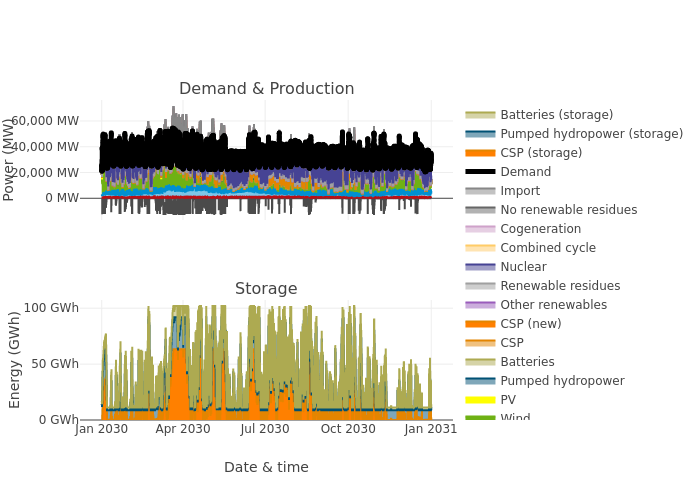 Demand & Production
Power (MW)
60,000 MW
40,000 MW
20,000 MW
0 MW
Storage
Energy (GWh)
100 GWh
50 GWh
0 GWh
Jan 2030
Apr 2030
Jul 2030
Oct 2030
Jan 2031
Date & time
Batteries (storage)
Pumped hydropower (storage)
CSP (storage)
Demand
Import
No renewable residues
Cogeneration
Combined cycle
Nuclear
Renewable residues
Other renewables
CSP (new)
CSP
Batteries
Pumped hydropower
PV
Wind